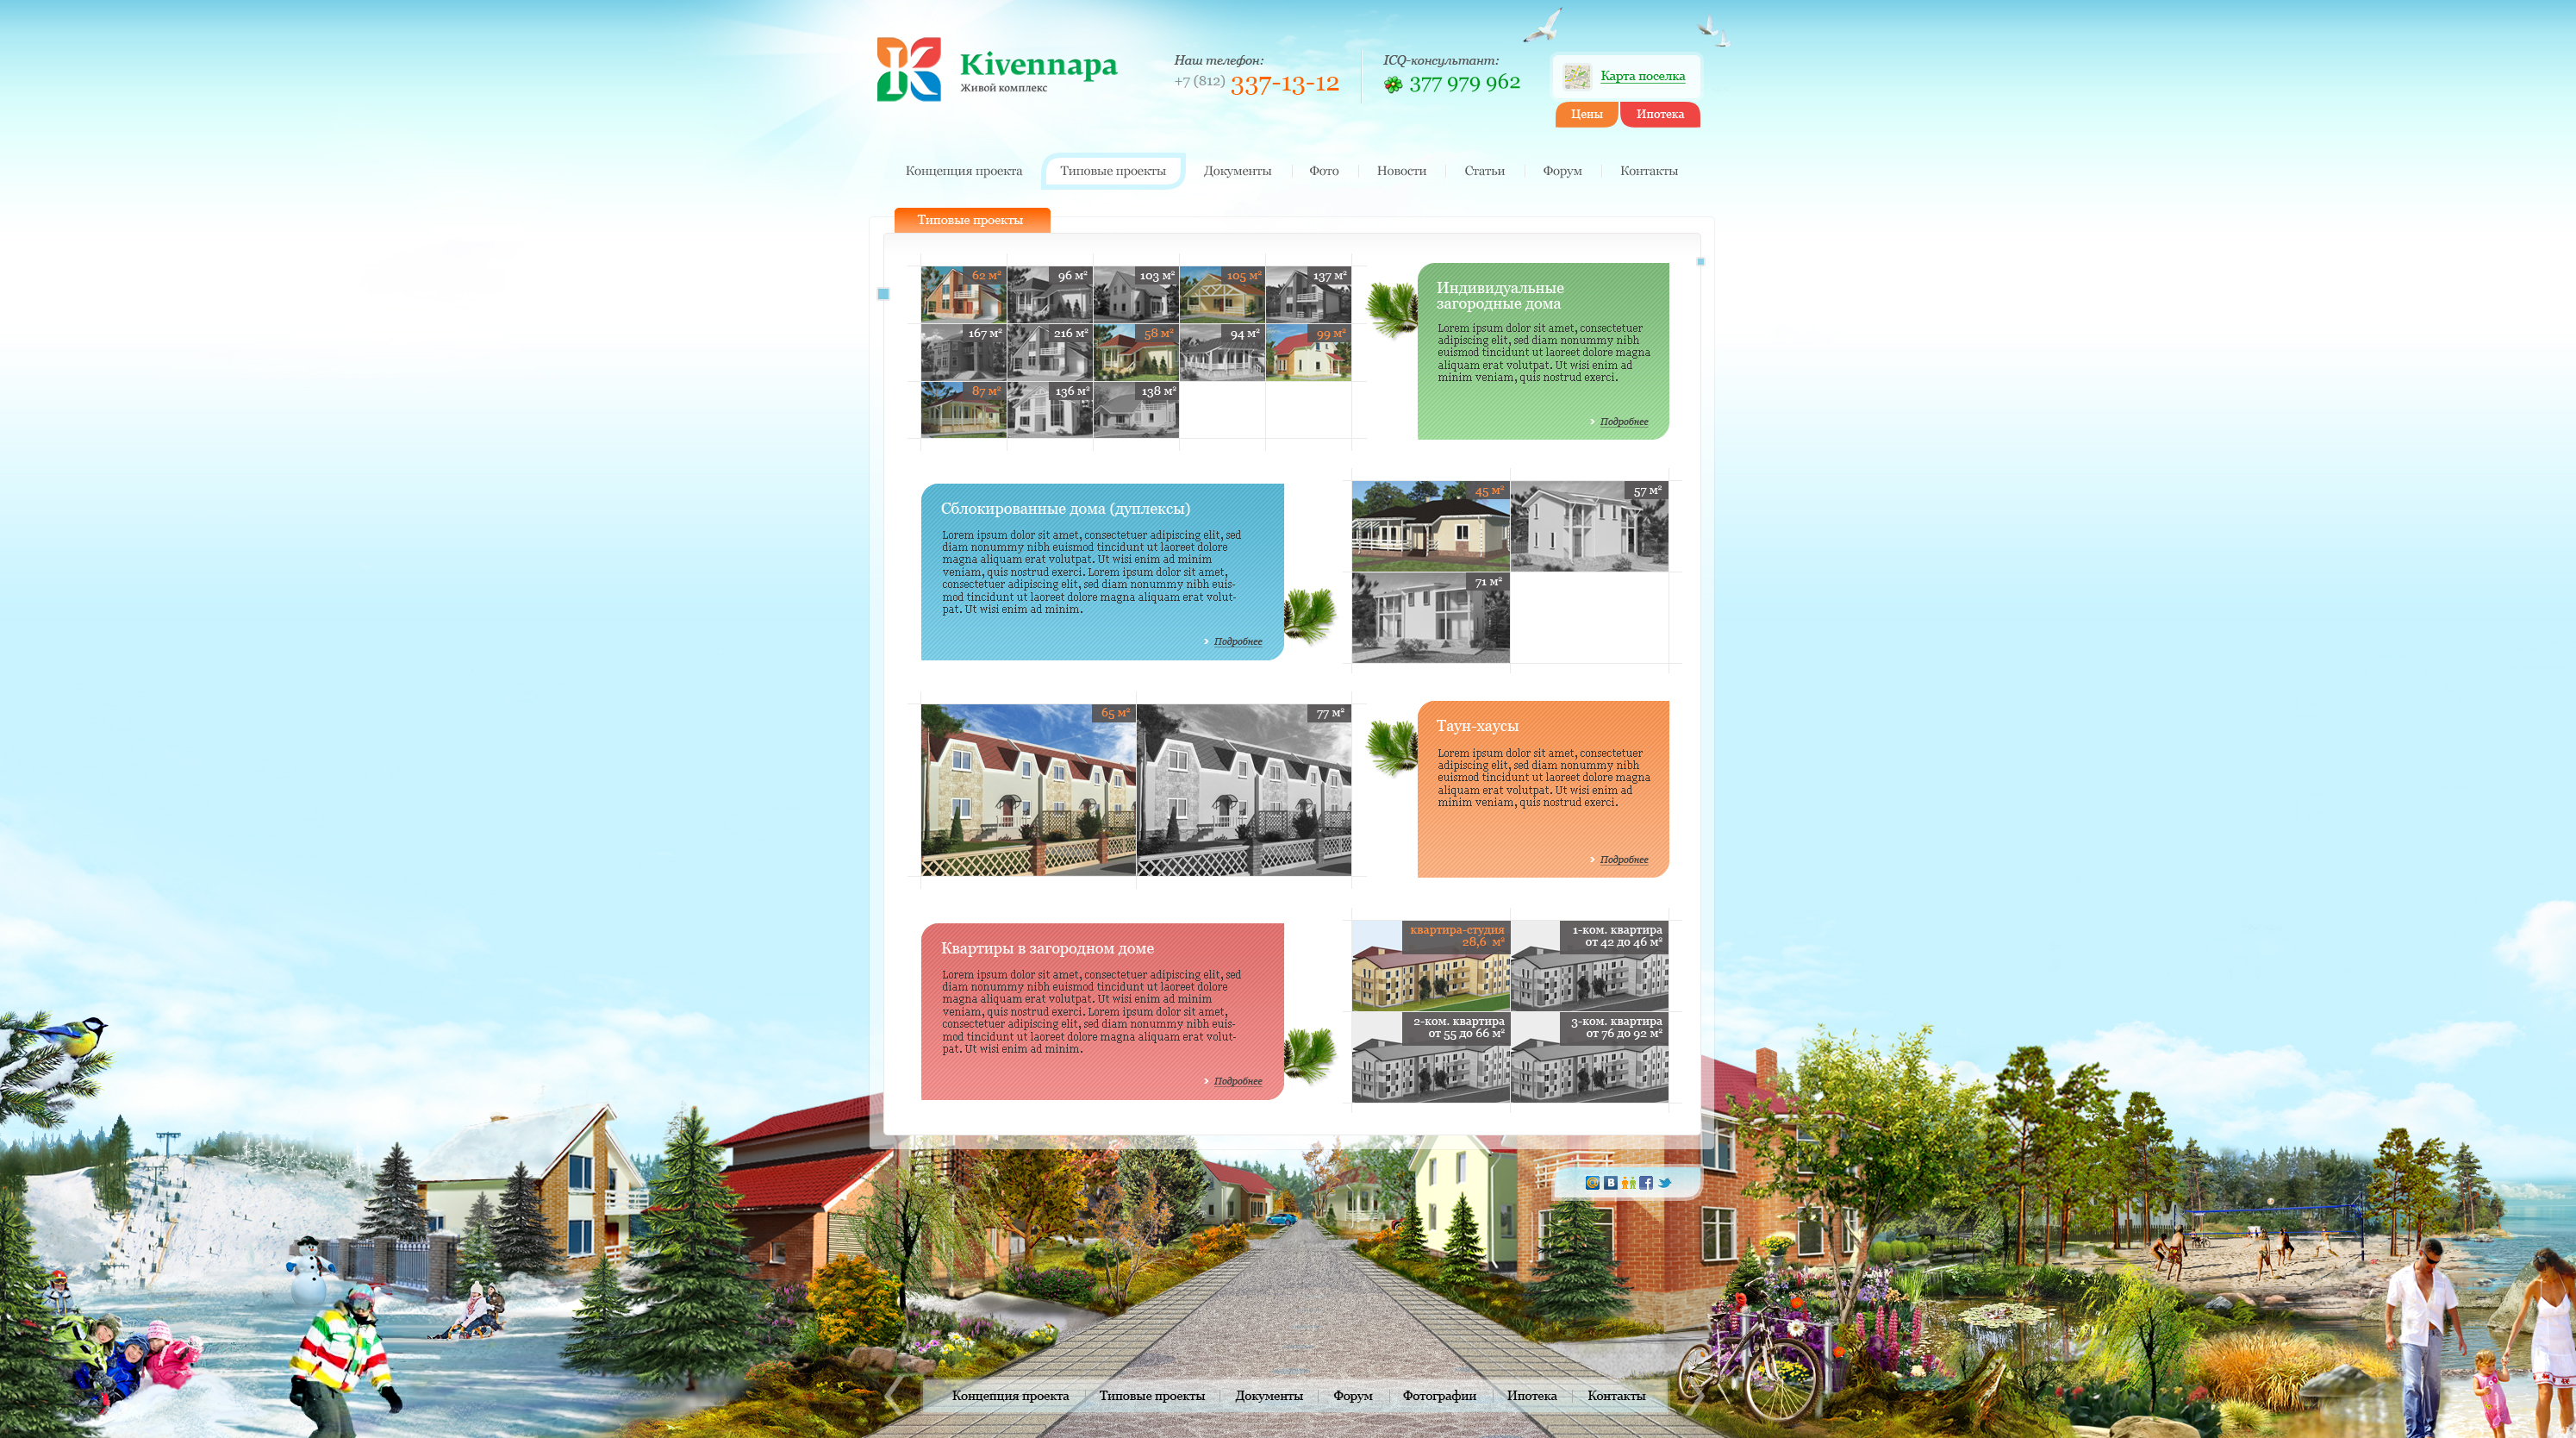 Kivennapa
Живой комплекс
Наш телефон:
+7 (812) 337-13-12
ICQ-консультант:
377 979 962
Карта поселка
Цены
Ипотека
Концепция проекта
Типовые проекты
Документы
Фото
Новости
Статьи
Форум
Контакты
Типовые проекты
62 м²
96 м²
103 м²
105 м²
137 м²
167 м²
216 м²
58 м²
94 м²
99 м²
87 м²
136 м²
138 м²
Индивидуальные
загородные дома
Lorem ipsum dolor sit amet, consectetuer
adipiscing elit, sed diam nonummy nibh
euismod tincidunt ut laoreet dolore magna
aliquam erat volutpat. Ut wisi enim ad
minim veniam, quis nostrud exerci.
Подробнее
Сблокированные дома (дуплексы)
Lorem ipsum dolor sit amet, consectetuer adipiscing elit, sed
diam nonummy nibh euismod tincidunt ut laoreet dolore
magna aliquam erat volutpat. Ut wisi enim ad minim
veniam, quis nostrud exerci. Lorem ipsum dolor sit amet,
consectetuer adipiscing elit, sed diam nonummy nibh euis-
mod tincidunt ut laoreet dolore magna aliquam erat volut-
pat. Ut wisi enim ad minim.
Подробнее
45 м²
57 м²
71 м²
65 м²
77 м²
Таун-хаусы
Lorem ipsum dolor sit amet, consectetuer
adipiscing elit, sed diam nonummy nibh
euismod tincidunt ut laoreet dolore magna
aliquam erat volutpat. Ut wisi enim ad
minim veniam, quis nostrud exerci.
Подробнее
Квартиры в загородном доме
Lorem ipsum dolor sit amet, consectetuer adipiscing elit, sed
diam nonummy nibh euismod tincidunt ut laoreet dolore
magna aliquam erat volutpat. Ut wisi enim ad minim
veniam, quis nostrud exerci. Lorem ipsum dolor sit amet,
consectetuer adipiscing elit, sed diam nonummy nibh euis-
mod tincidunt ut laoreet dolore magna aliquam erat volut-
pat. Ut wisi enim ad minim.
Подробнее
квартира-студия
28,6 м²
1-ком. квартира
от 42 до 46 м²
2-ком. квартира
от 55 до 66 м²
3-ком. квартира
от 76 до 92 м²
Концепция проекта
Типовые проекты
Документы
Форум
Фотографии
Ипотека
Контакты